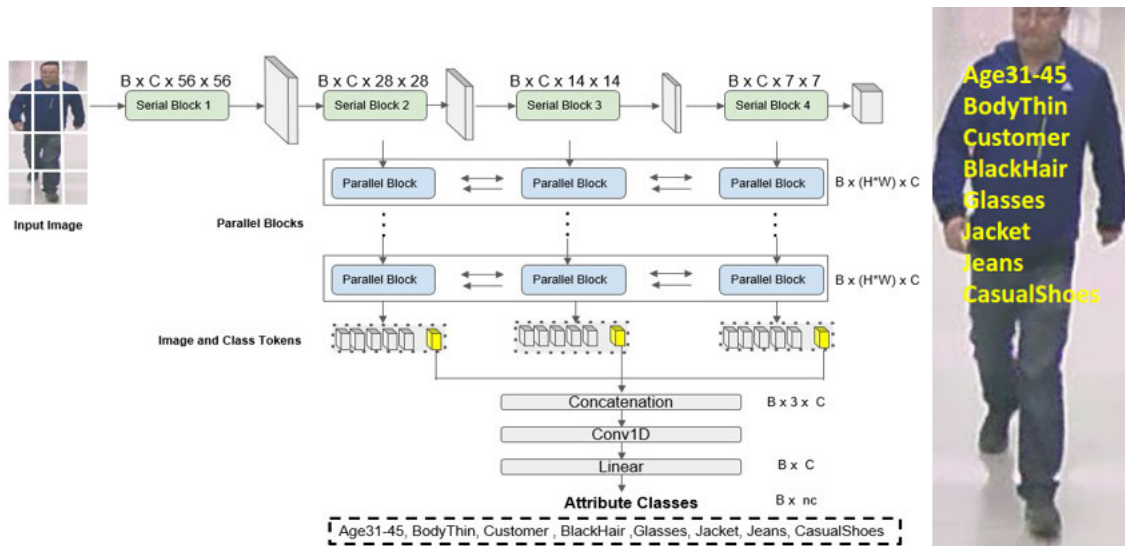 B x C x 56 x 56
B x C x 28 x 28
B x C x 14 x 14
B x C x 7 x 7
Serial Block 1
Serial Block 2
Serial Block 3
Serial Block 4
Input Image
Parallel Block
Parallel Block
Parallel Block
B x (H*W) x C
Parallel Blocks
Parallel Block
Parallel Block
Parallel Block
B x (H*W) x C
Image and Class Tokens
Concatenation
B x 3 x C
Conv1D
Linear
B x C
Attribute Classes
B x nc
Age31-45, BodyThin, Customer , BlackHair ,Glasses, Jacket, Jeans, CasualShoes
Age31-45
BodyThin
Customer
BlackHair
Glasses
Jacket
Jeans
CasualShoes